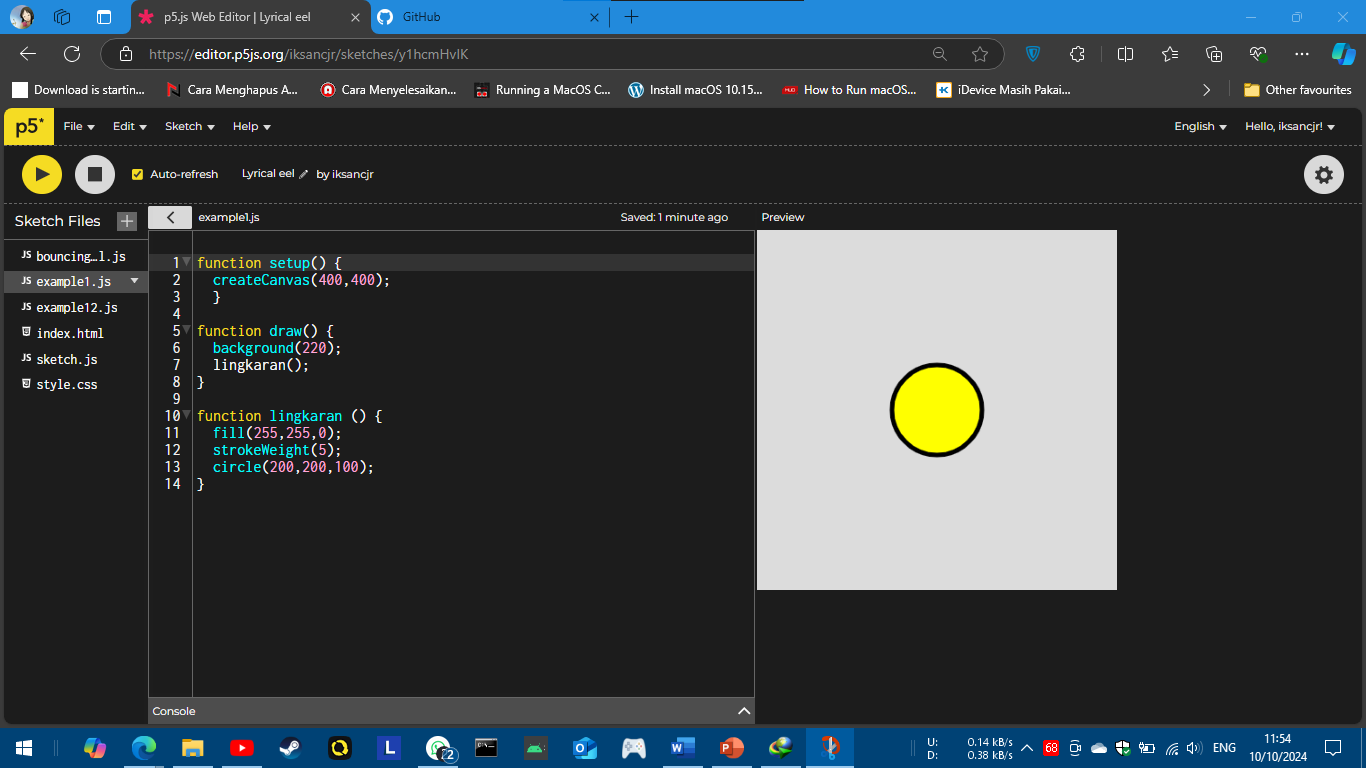 p5.js Web Editor | Lyrical eel
GitHub
https://editor.p5js.org/iksancjr/sketches/y1hcmHvlK
Download is startin...
Cara Menghapus A...
Cara Menyelesaikan...
Running a MacOS C...
Install macOS 10.15...
How to Run macOS...
iDevice Masih Pakai...
Other favourites
p5*
File
Edit
Sketch
Help
English
Hello, iksancjr!
Auto-refresh
Lyrical eel
by iksancjr
Sketch Files
example1.js
Saved: 1 minute ago
Preview
JS bouncing…l.js
JS example1.js
JS example12.js
index.html
JS sketch.js
style.css
1 function setup() {
2 createCanvas(400,400);
3 }
4
5 function draw() {
6 background(220);
7 lingkaran();
8 }
9
10 function lingkaran () {
11 fill(255,255,0);
12 strokeWeight(5);
13 circle(200,200,100);
14 }
Console
L
2
U: 0.14 kB/s
D: 0.38 kB/s
68
ENG
11:54
10/10/2024